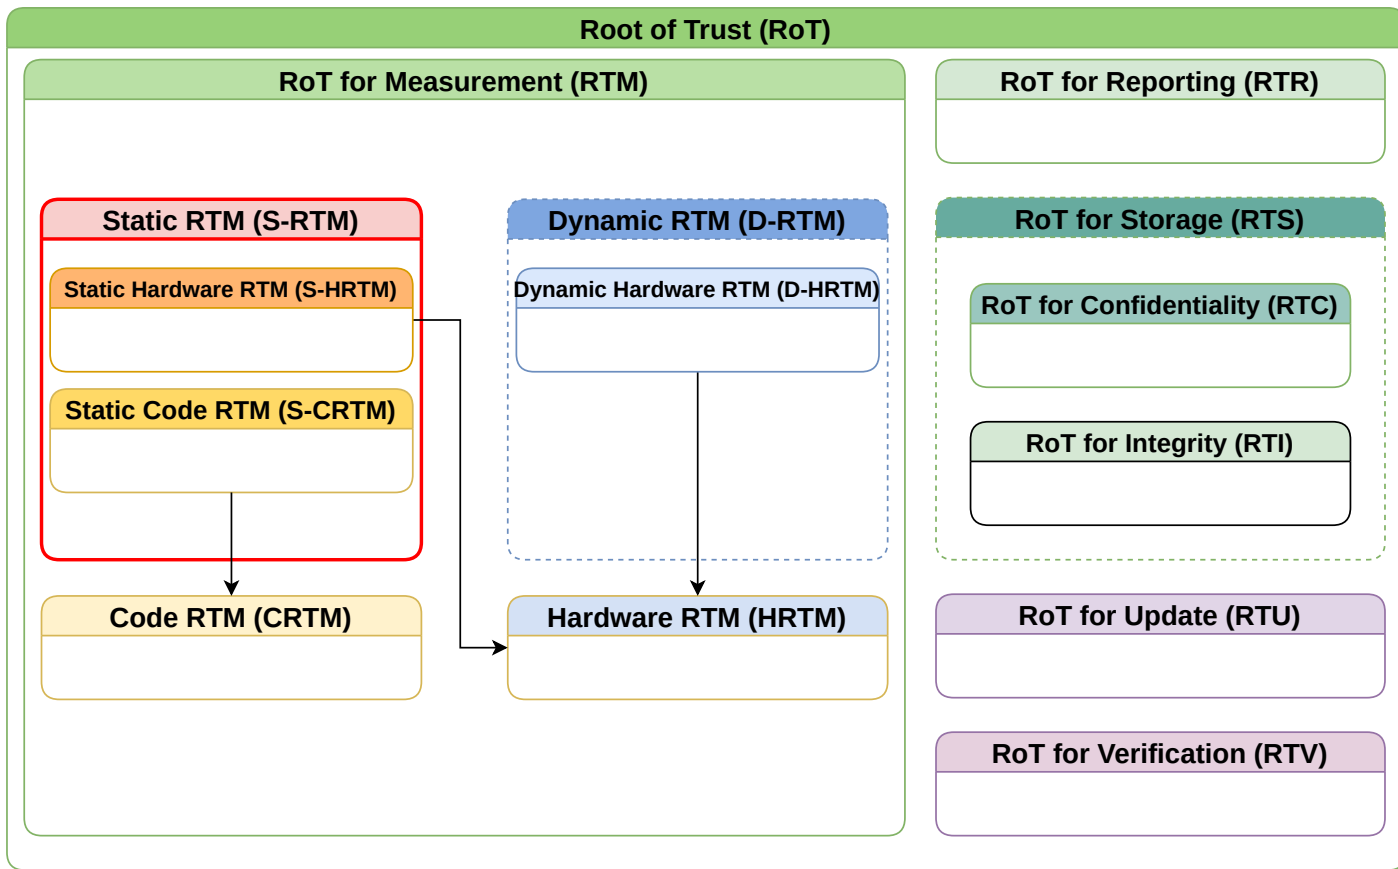 Root of Trust (RoT)
RoT for Measurement (RTM)
Static RTM (S-RTM)
Static Hardware RTM (S-HRTM)
Static Code RTM (S-CRTM)
Dynamic RTM (D-RTM)
Dynamic Hardware RTM (D-HRTM)
Code RTM (CRTM)
Hardware RTM (HRTM)
RoT for Reporting (RTR)
RoT for Storage (RTS)
RoT for Confidentiality (RTC)
RoT for Integrity (RTI)
RoT for Update (RTU)
RoT for Verification (RTV)